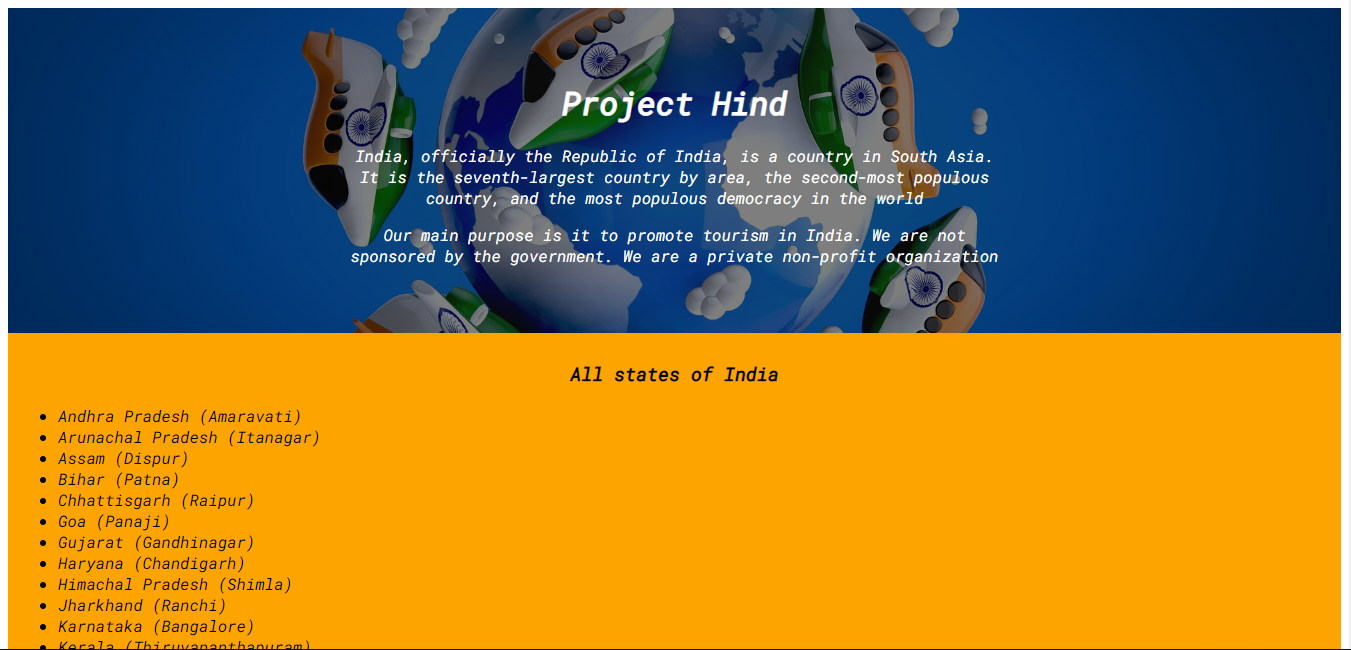 Project Hind
India, officially the Republic of India, is a country in South Asia.
It is the seventh-largest country by area, the second-most populous
country, and the most populous democracy in the world
Our main purpose is it to promote tourism in India. We are not
sponsored by the government. We are a private non-profit organization
All states of India
Andhra Pradesh (Amaravati)
Arunachal Pradesh (Itanagar)
Assam (Dispur)
Bihar (Patna)
Chhattisgarh (Raipur)
Goa (Panaji)
Gujarat (Gandhinagar)
Haryana (Chandigarh)
Himachal Pradesh (Shimla)
Jharkhand (Ranchi)
Karnataka (Bangalore)
Kerala (Thiruvananthapuram)